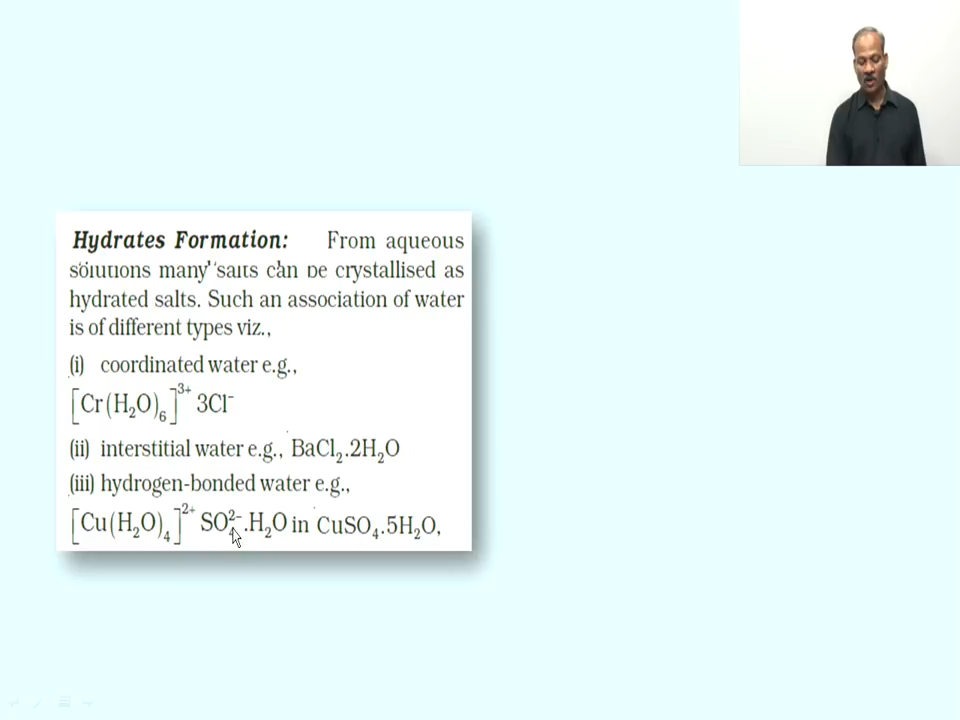 Hydrates Formation: From aqueous
solutions many salts can be crystallised as
hydrated salts. Such an association of water
is of different types viz.,
(i) coordinated water e.g.,
[Cr(H₂O)₆]³⁺ 3Cl⁻
(ii) interstitial water e.g., BaCl₂.2H₂O
(iii) hydrogen-bonded water e.g.,
[Cu(H₂O)₄]²⁺ SO₄²⁻.H₂O in CuSO₄.5H₂O,